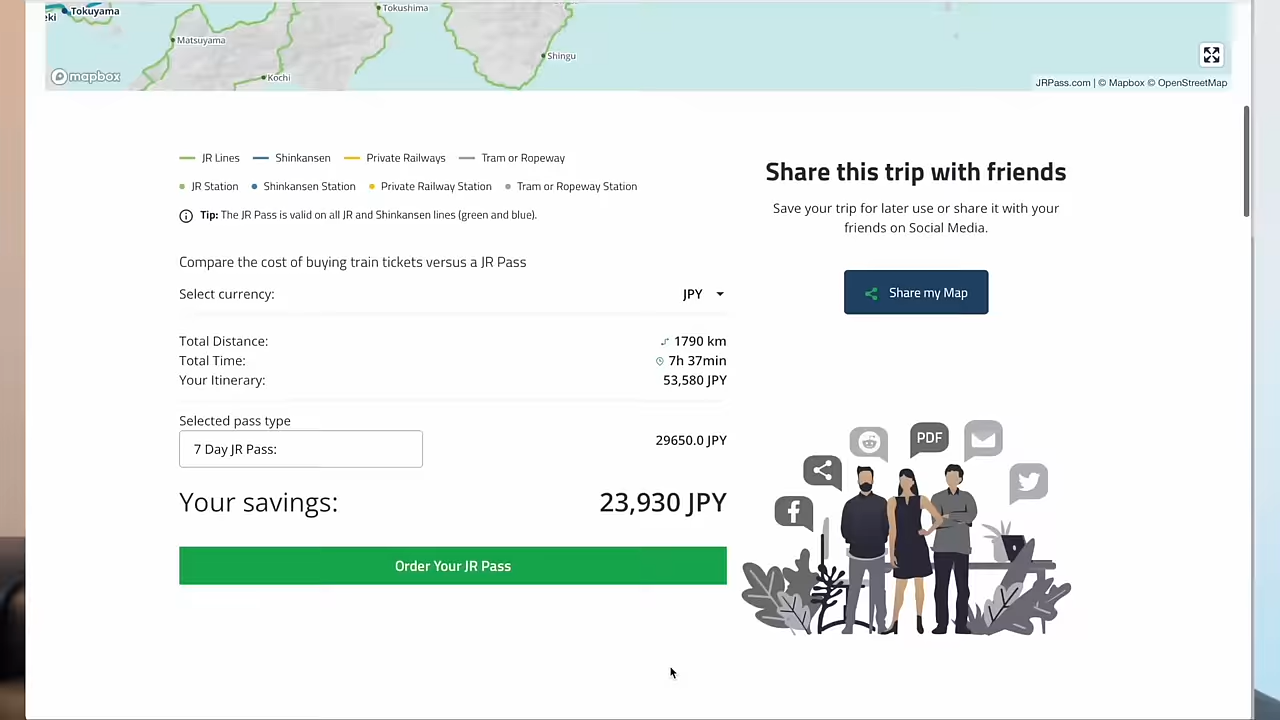 Tokuyama
eki
Tokushima
Matsuyama
Shingu
Kochi
mapbox
JRPass.com | © Mapbox © OpenStreetMap
JR Lines
Shinkansen
Private Railways
Tram or Ropeway
JR Station
Shinkansen Station
Private Railway Station
Tram or Ropeway Station
Tip: The JR Pass is valid on all JR and Shinkansen lines (green and blue).
Compare the cost of buying train tickets versus a JR Pass
Select currency:
JPY
Total Distance:
1790 km
Total Time:
7h 37min
Your Itinerary:
53,580 JPY
Selected pass type
7 Day JR Pass:
29650.0 JPY
Your savings:
23,930 JPY
Order Your JR Pass
Share this trip with friends
Save your trip for later use or share it with your
friends on Social Media.
Share my Map
PDF